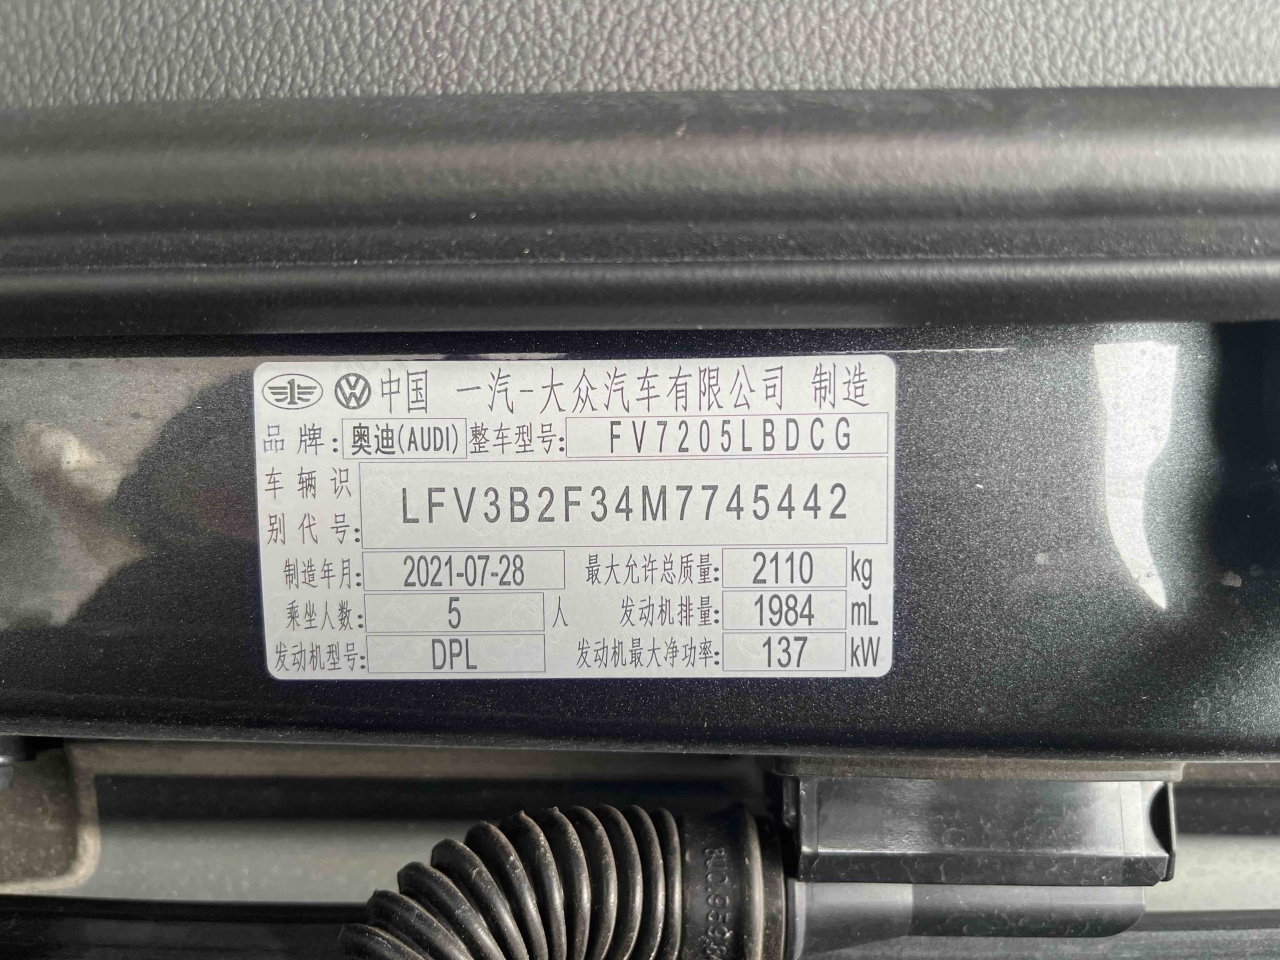 中国 一汽-大众汽车有限公司 制造
品牌: 奥迪(AUDI) 整车型号: FV7205LBDCG
车辆识别代号: LFV3B2F34M7745442
制造年月: 2021-07-28 最大允许总质量: 2110 kg
乘坐人数: 5 人 发动机排量: 1984 mL
发动机型号: DPL 发动机最大净功率: 137 kW